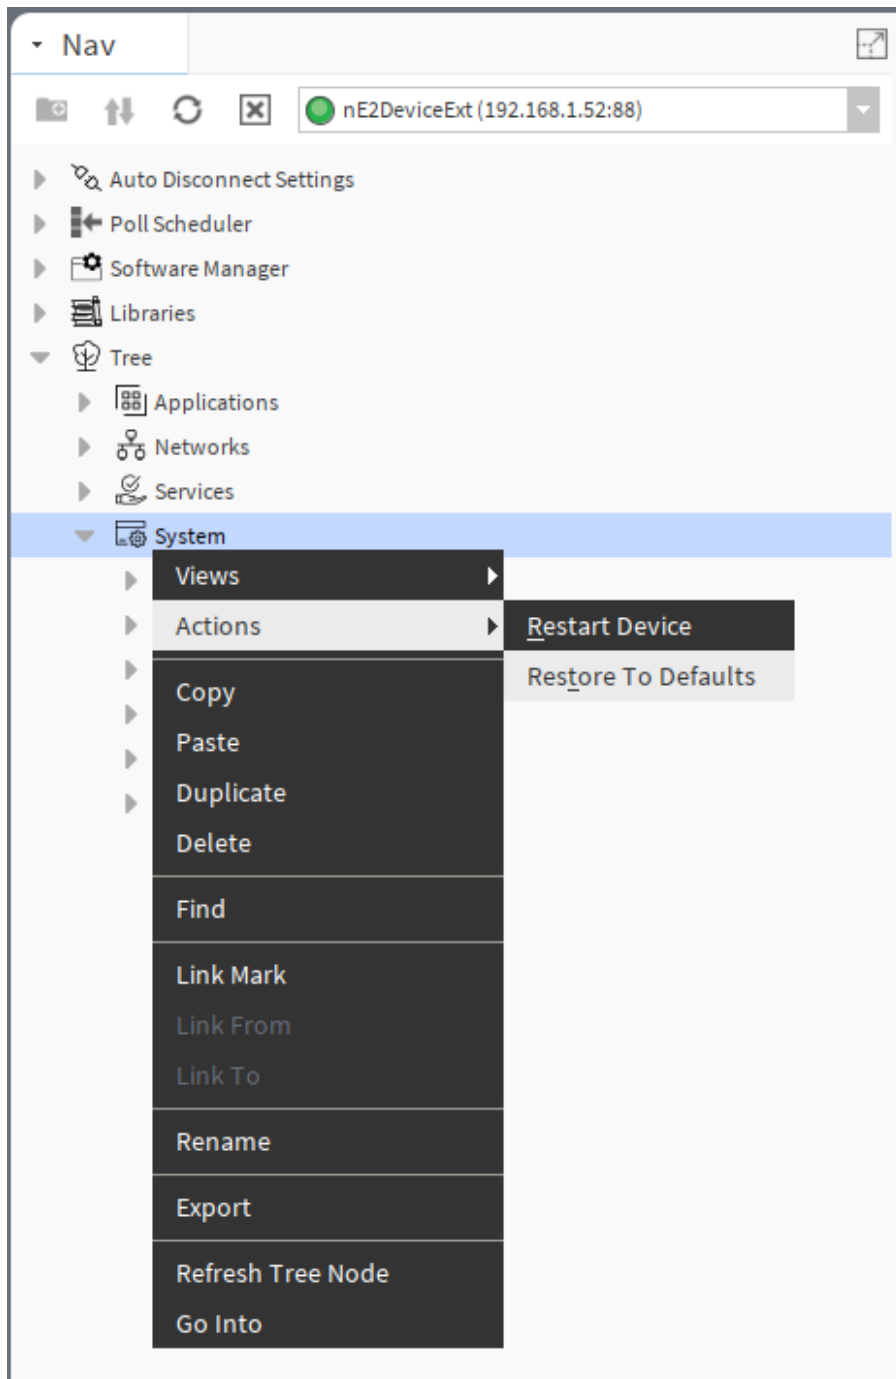 Nav
nE2DeviceExt (192.168.1.52:88)
Auto Disconnect Settings
Poll Scheduler
Software Manager
Libraries
Tree
Applications
Networks
Services
System
Views
Actions
Restart Device
Restore To Defaults
Copy
Paste
Duplicate
Delete
Find
Link Mark
Link From
Link To
Rename
Export
Refresh Tree Node
Go Into